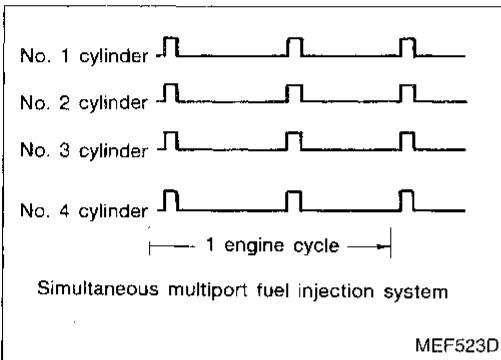 No. 1 cylinder
No. 2 cylinder
No. 3 cylinder
No. 4 cylinder
1 engine cycle
Simultaneous multiport fuel injection system
MEF523D